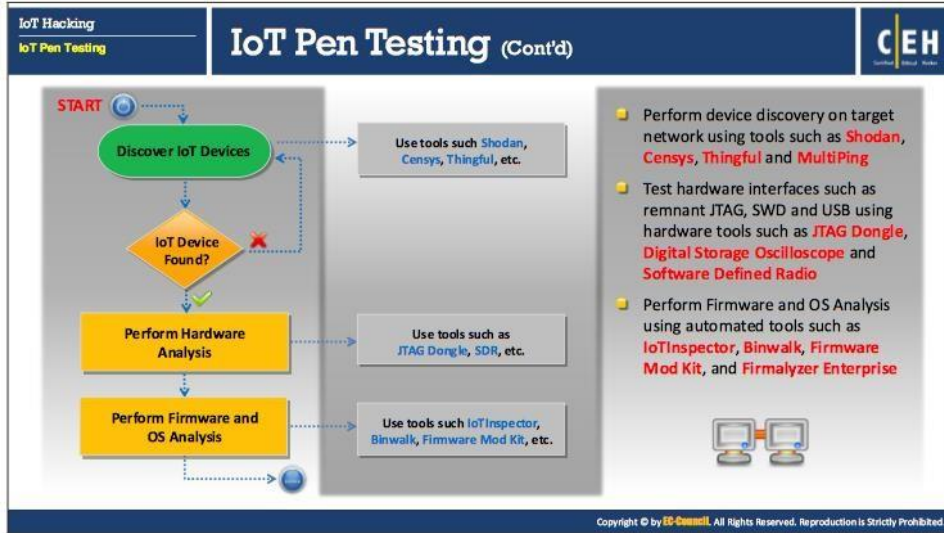 IoT Hacking
IoT Pen Testing
IoT Pen Testing (Cont'd)
C|EH
Certified Ethical Hacker
START
Discover IoT Devices
IoT Device
Found?
Perform Hardware
Analysis
Perform Firmware and
OS Analysis
Use tools such Shodan,
Censys, Thingful, etc.
Use tools such as
JTAG Dongle, SDR, etc.
Use tools such IoTInspector,
Binwalk, Firmware Mod Kit, etc.
Perform device discovery on target
network using tools such as Shodan,
Censys, Thingful and MultiPing
Test hardware interfaces such as
remnant JTAG, SWD and USB using
hardware tools such as JTAG Dongle,
Digital Storage Oscilloscope and
Software Defined Radio
Perform Firmware and OS Analysis
using automated tools such as
IoTInspector, Binwalk, Firmware
Mod Kit, and Firmalyzer Enterprise
Copyright © by EC-Council. All Rights Reserved. Reproduction is Strictly Prohibited.